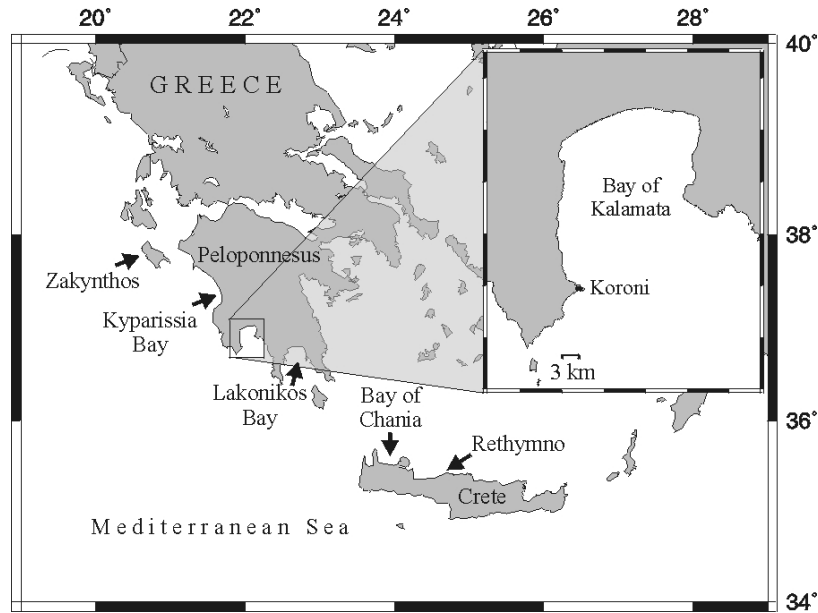 20° 22° 24° 26° 28°
40°
GREECE
Bay of
Kalamata
38°
Peloponnesus
Zakynthos
Koroni
Kyparissia
Bay
3 km
Lakonikos
Bay
Bay of
Chania
36°
Rethymno
Crete
Mediterranean Sea
34°